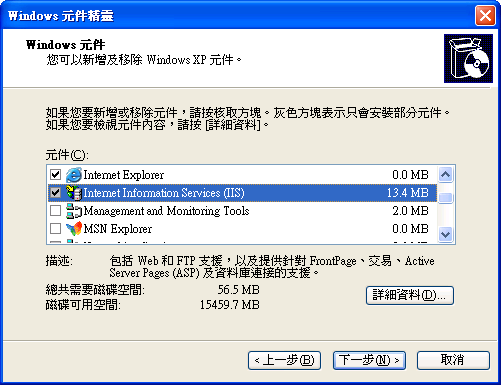 Windows 元件精靈
Windows 元件
您可以新增及移除 Windows XP 元件。
如果您要新增或移除元件，請按核取方塊。灰色方塊表示只會安裝部分元件。
如果您要檢視元件內容，請按 [詳細資料]。
元件(C):
Internet Explorer 0.0 MB
Internet Information Services (IIS) 13.4 MB
Management and Monitoring Tools 2.0 MB
MSN Explorer 0.0 MB
描述: 包括 Web 和 FTP 支援，以及提供針對 FrontPage、交易、Active
Server Pages (ASP) 及資料庫連接的支援。
總共需要磁碟空間: 56.5 MB
磁碟可用空間: 15459.7 MB
詳細資料(D)...
< 上一步(B) 下一步(N) > 取消